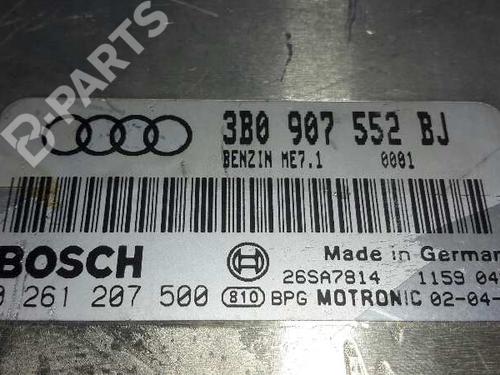 B-PARTS
3B0 907 552 BJ
BENZIN ME7.1 0001
BOSCH
Made in German
26SA7814 1159 04
0 261 207 500 810 BPG MOTRONIC 02-04-